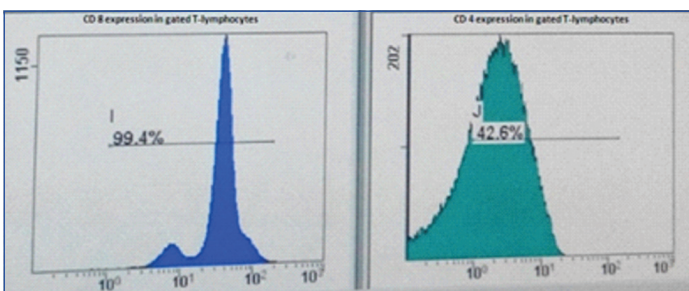 CD 8 expression in gated T-lymphocytes
1150
I
99.4%
10⁰ 10¹ 10² 10³
CD 4 expression in gated T-lymphocytes
202
J
42.6%
10⁰ 10¹ 10² 10³